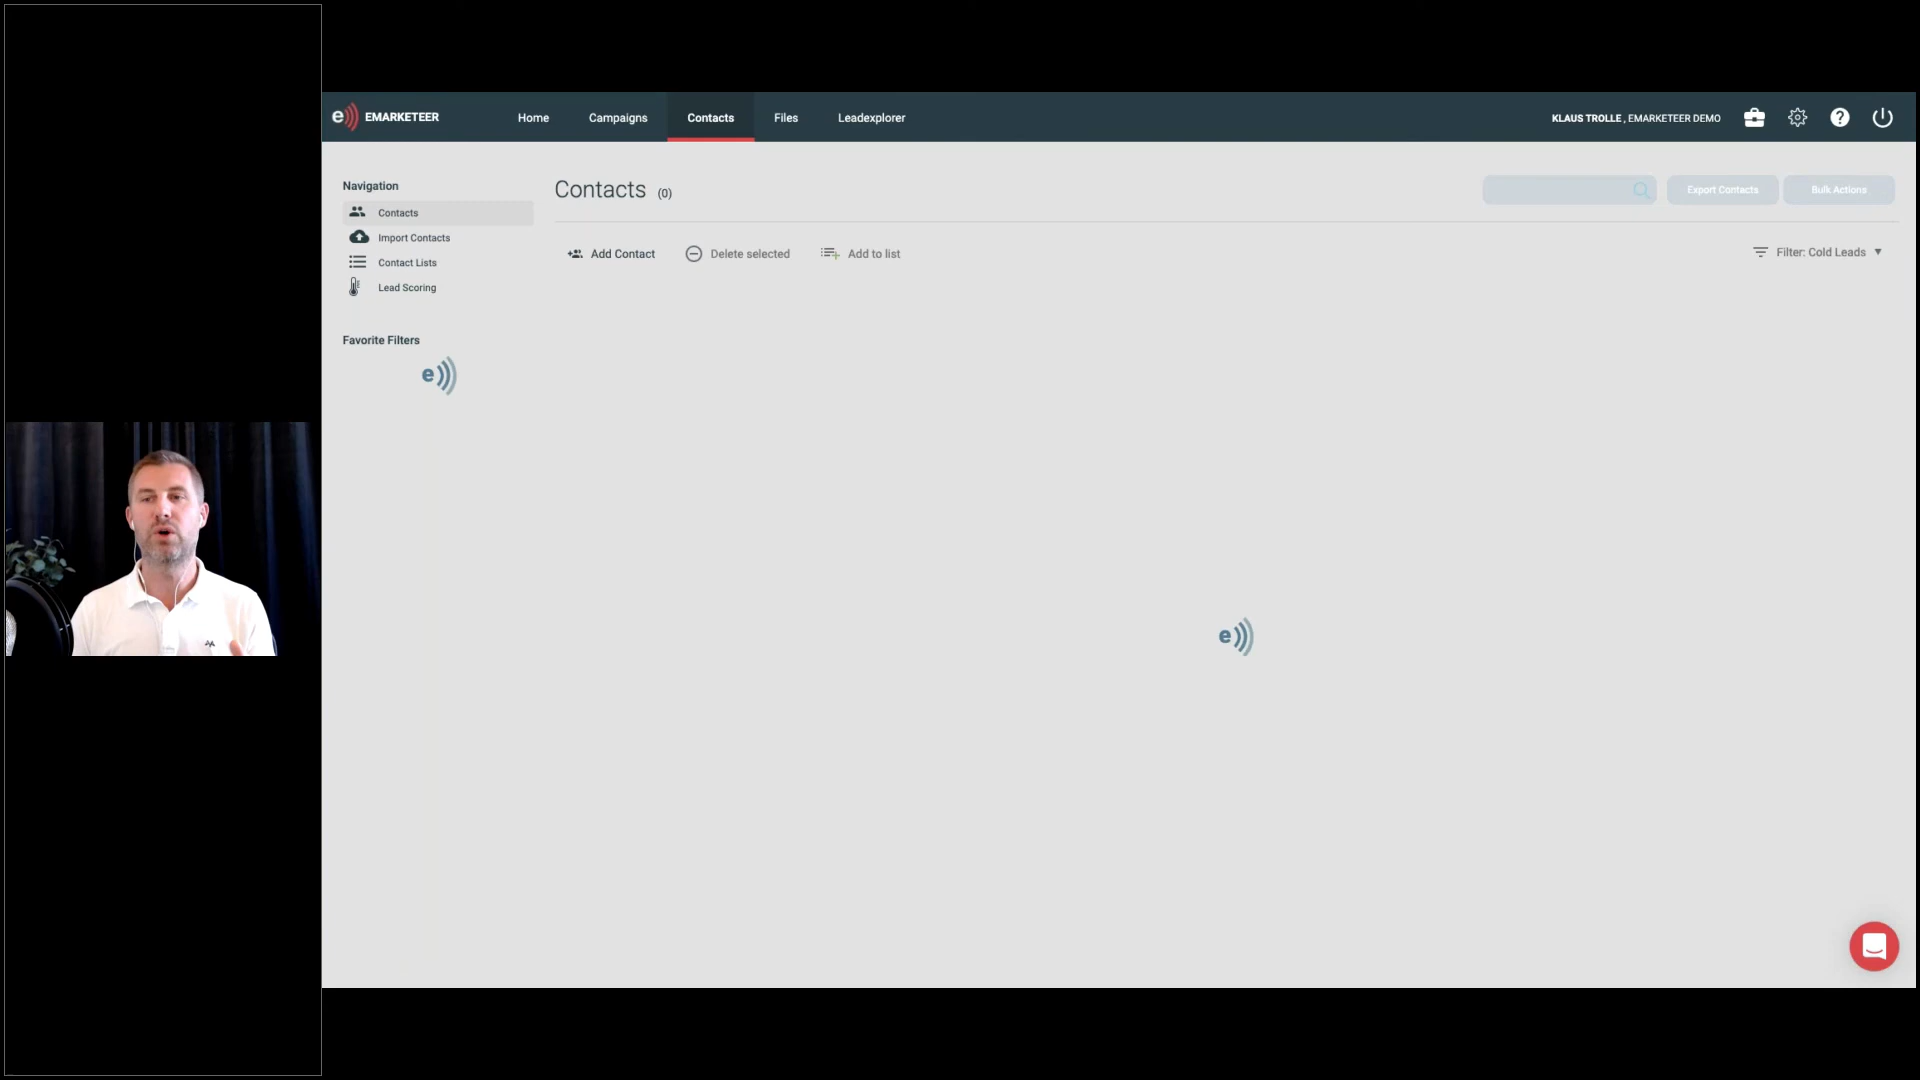 e EMARKETEER
Home
Campaigns
Contacts
Files
Leadexplorer
KLAUS TROLLE , EMARKETEER DEMO
?
Navigation
Contacts
Import Contacts
Contact Lists
Lead Scoring
Favorite Filters
e
Contacts (0)
Export Contacts
Bulk Actions
Add Contact
Delete selected
Add to list
Filter: Cold Leads
e